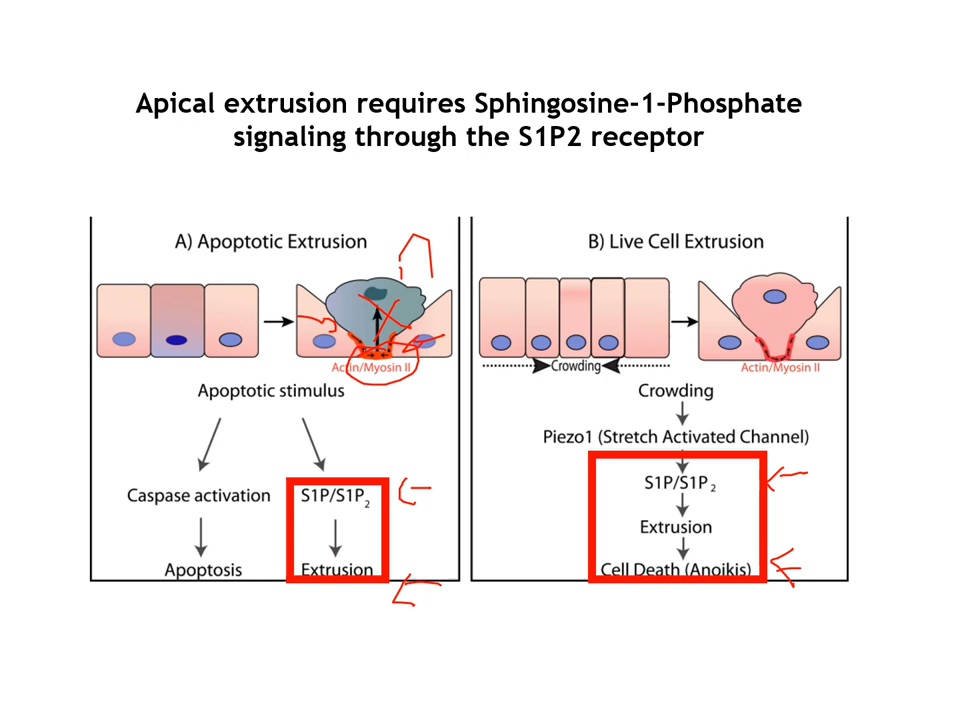 Apical extrusion requires Sphingosine-1-Phosphate
signaling through the S1P2 receptor
A) Apoptotic Extrusion
Actin/Myosin II
Apoptotic stimulus
Caspase activation
S1P/S1P2
Apoptosis
Extrusion
B) Live Cell Extrusion
Crowding
Actin/Myosin II
Crowding
Piezo1 (Stretch Activated Channel)
S1P/S1P2
Extrusion
Cell Death (Anoikis)